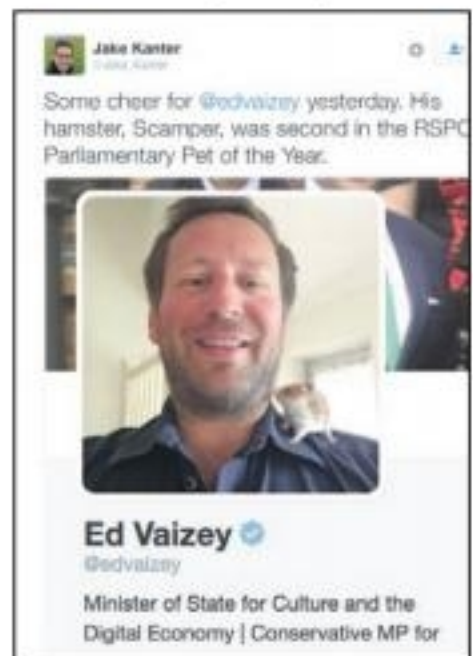 Jake Kanter
Some cheer for @edvaizey yesterday. His
hamster, Scamper, was second in the RSPC
Parliamentary Pet of the Year.
Ed Vaizey
@edvaizey
Minister of State for Culture and the
Digital Economy | Conservative MP for